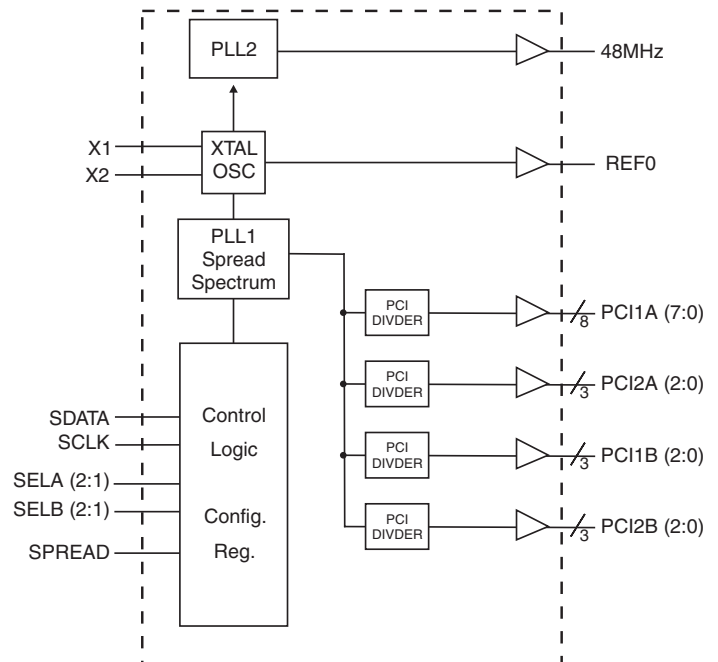 PLL2
48MHz
X1
X2
XTAL
OSC
REF0
PLL1
Spread
Spectrum
PCI
DIVDER
8
PCI1A (7:0)
PCI
DIVDER
3
PCI2A (2:0)
PCI
DIVDER
3
PCI1B (2:0)
PCI
DIVDER
3
PCI2B (2:0)
SDATA
SCLK
SELA (2:1)
SELB (2:1)
SPREAD
Control
Logic
Config.
Reg.